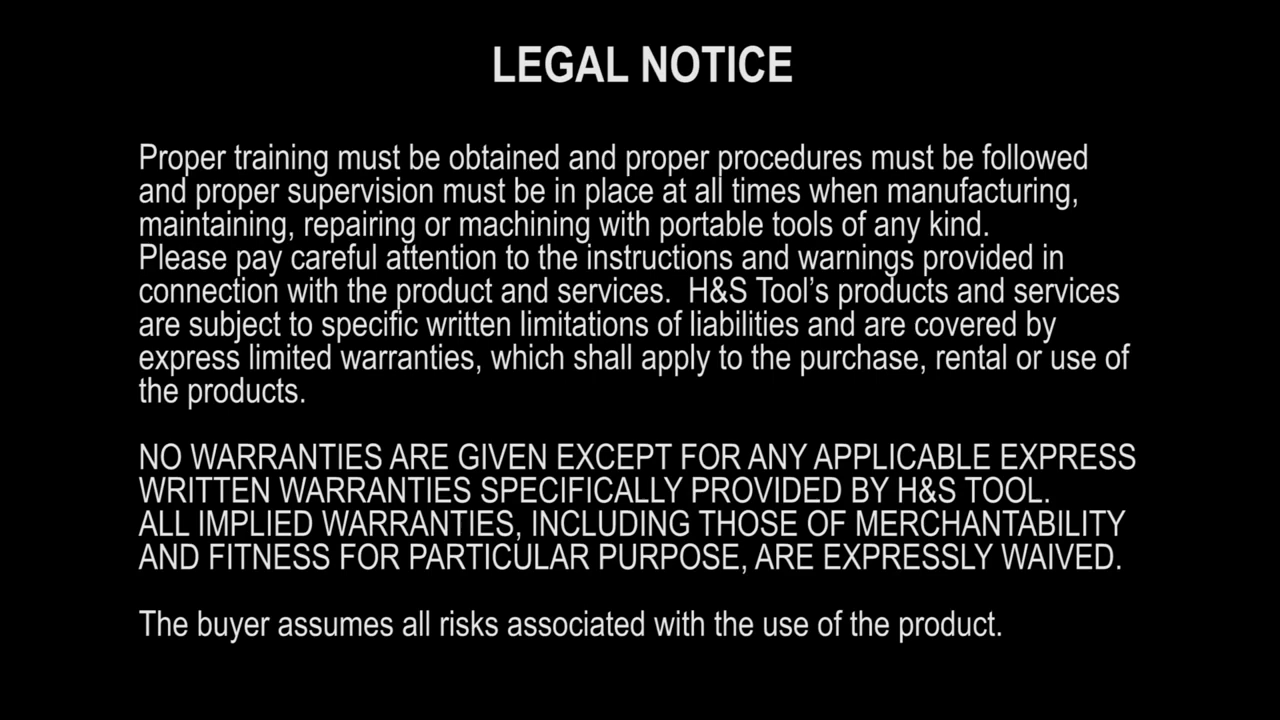 LEGAL NOTICE
Proper training must be obtained and proper procedures must be followed
and proper supervision must be in place at all times when manufacturing,
maintaining, repairing or machining with portable tools of any kind.
Please pay careful attention to the instructions and warnings provided in
connection with the product and services.  H&S Tool’s products and services
are subject to specific written limitations of liabilities and are covered by
express limited warranties, which shall apply to the purchase, rental or use of
the products.
NO WARRANTIES ARE GIVEN EXCEPT FOR ANY APPLICABLE EXPRESS
WRITTEN WARRANTIES SPECIFICALLY PROVIDED BY H&S TOOL.
ALL IMPLIED WARRANTIES, INCLUDING THOSE OF MERCHANTABILITY
AND FITNESS FOR PARTICULAR PURPOSE, ARE EXPRESSLY WAIVED.
The buyer assumes all risks associated with the use of the product.